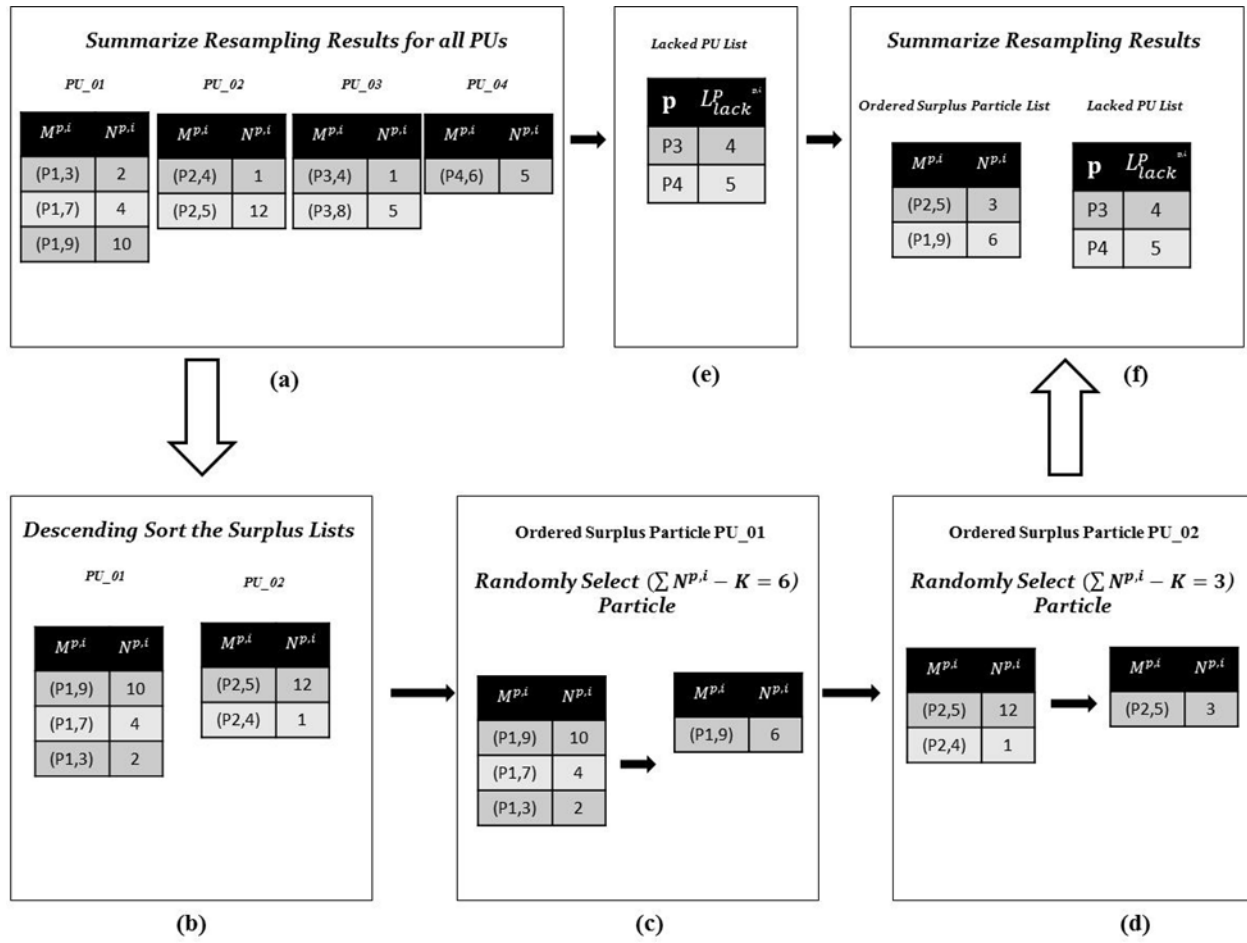 Summarize Resampling Results for all PUs
PU_01
PU_02
PU_03
PU_04
M^{p,i} N^{p,i}
(P1,3) 2
(P1,7) 4
(P1,9) 10
M^{p,i} N^{p,i}
(P2,4) 1
(P2,5) 12
M^{p,i} N^{p,i}
(P3,4) 1
(P3,8) 5
M^{p,i} N^{p,i}
(P4,6) 5
(a)
Lacked PU List
p L^{p}_{lack} ^{p,i}
P3 4
P4 5
(e)
Summarize Resampling Results
Ordered Surplus Particle List
M^{p,i} N^{p,i}
(P2,5) 3
(P1,9) 6
Lacked PU List
p L^{p}_{lack} ^{p,i}
P3 4
P4 5
(f)
Descending Sort the Surplus Lists
PU_01
M^{p,i} N^{p,i}
(P1,9) 10
(P1,7) 4
(P1,3) 2
PU_02
M^{p,i} N^{p,i}
(P2,5) 12
(P2,4) 1
(b)
Ordered Surplus Particle PU_01
Randomly Select (∑ N^{p,i} − K = 6)
Particle
M^{p,i} N^{p,i}
(P1,9) 10
(P1,7) 4
(P1,3) 2
M^{p,i} N^{p,i}
(P1,9) 6
(c)
Ordered Surplus Particle PU_02
Randomly Select (∑ N^{p,i} − K = 3)
Particle
M^{p,i} N^{p,i}
(P2,5) 12
(P2,4) 1
M^{p,i} N^{p,i}
(P2,5) 3
(d)